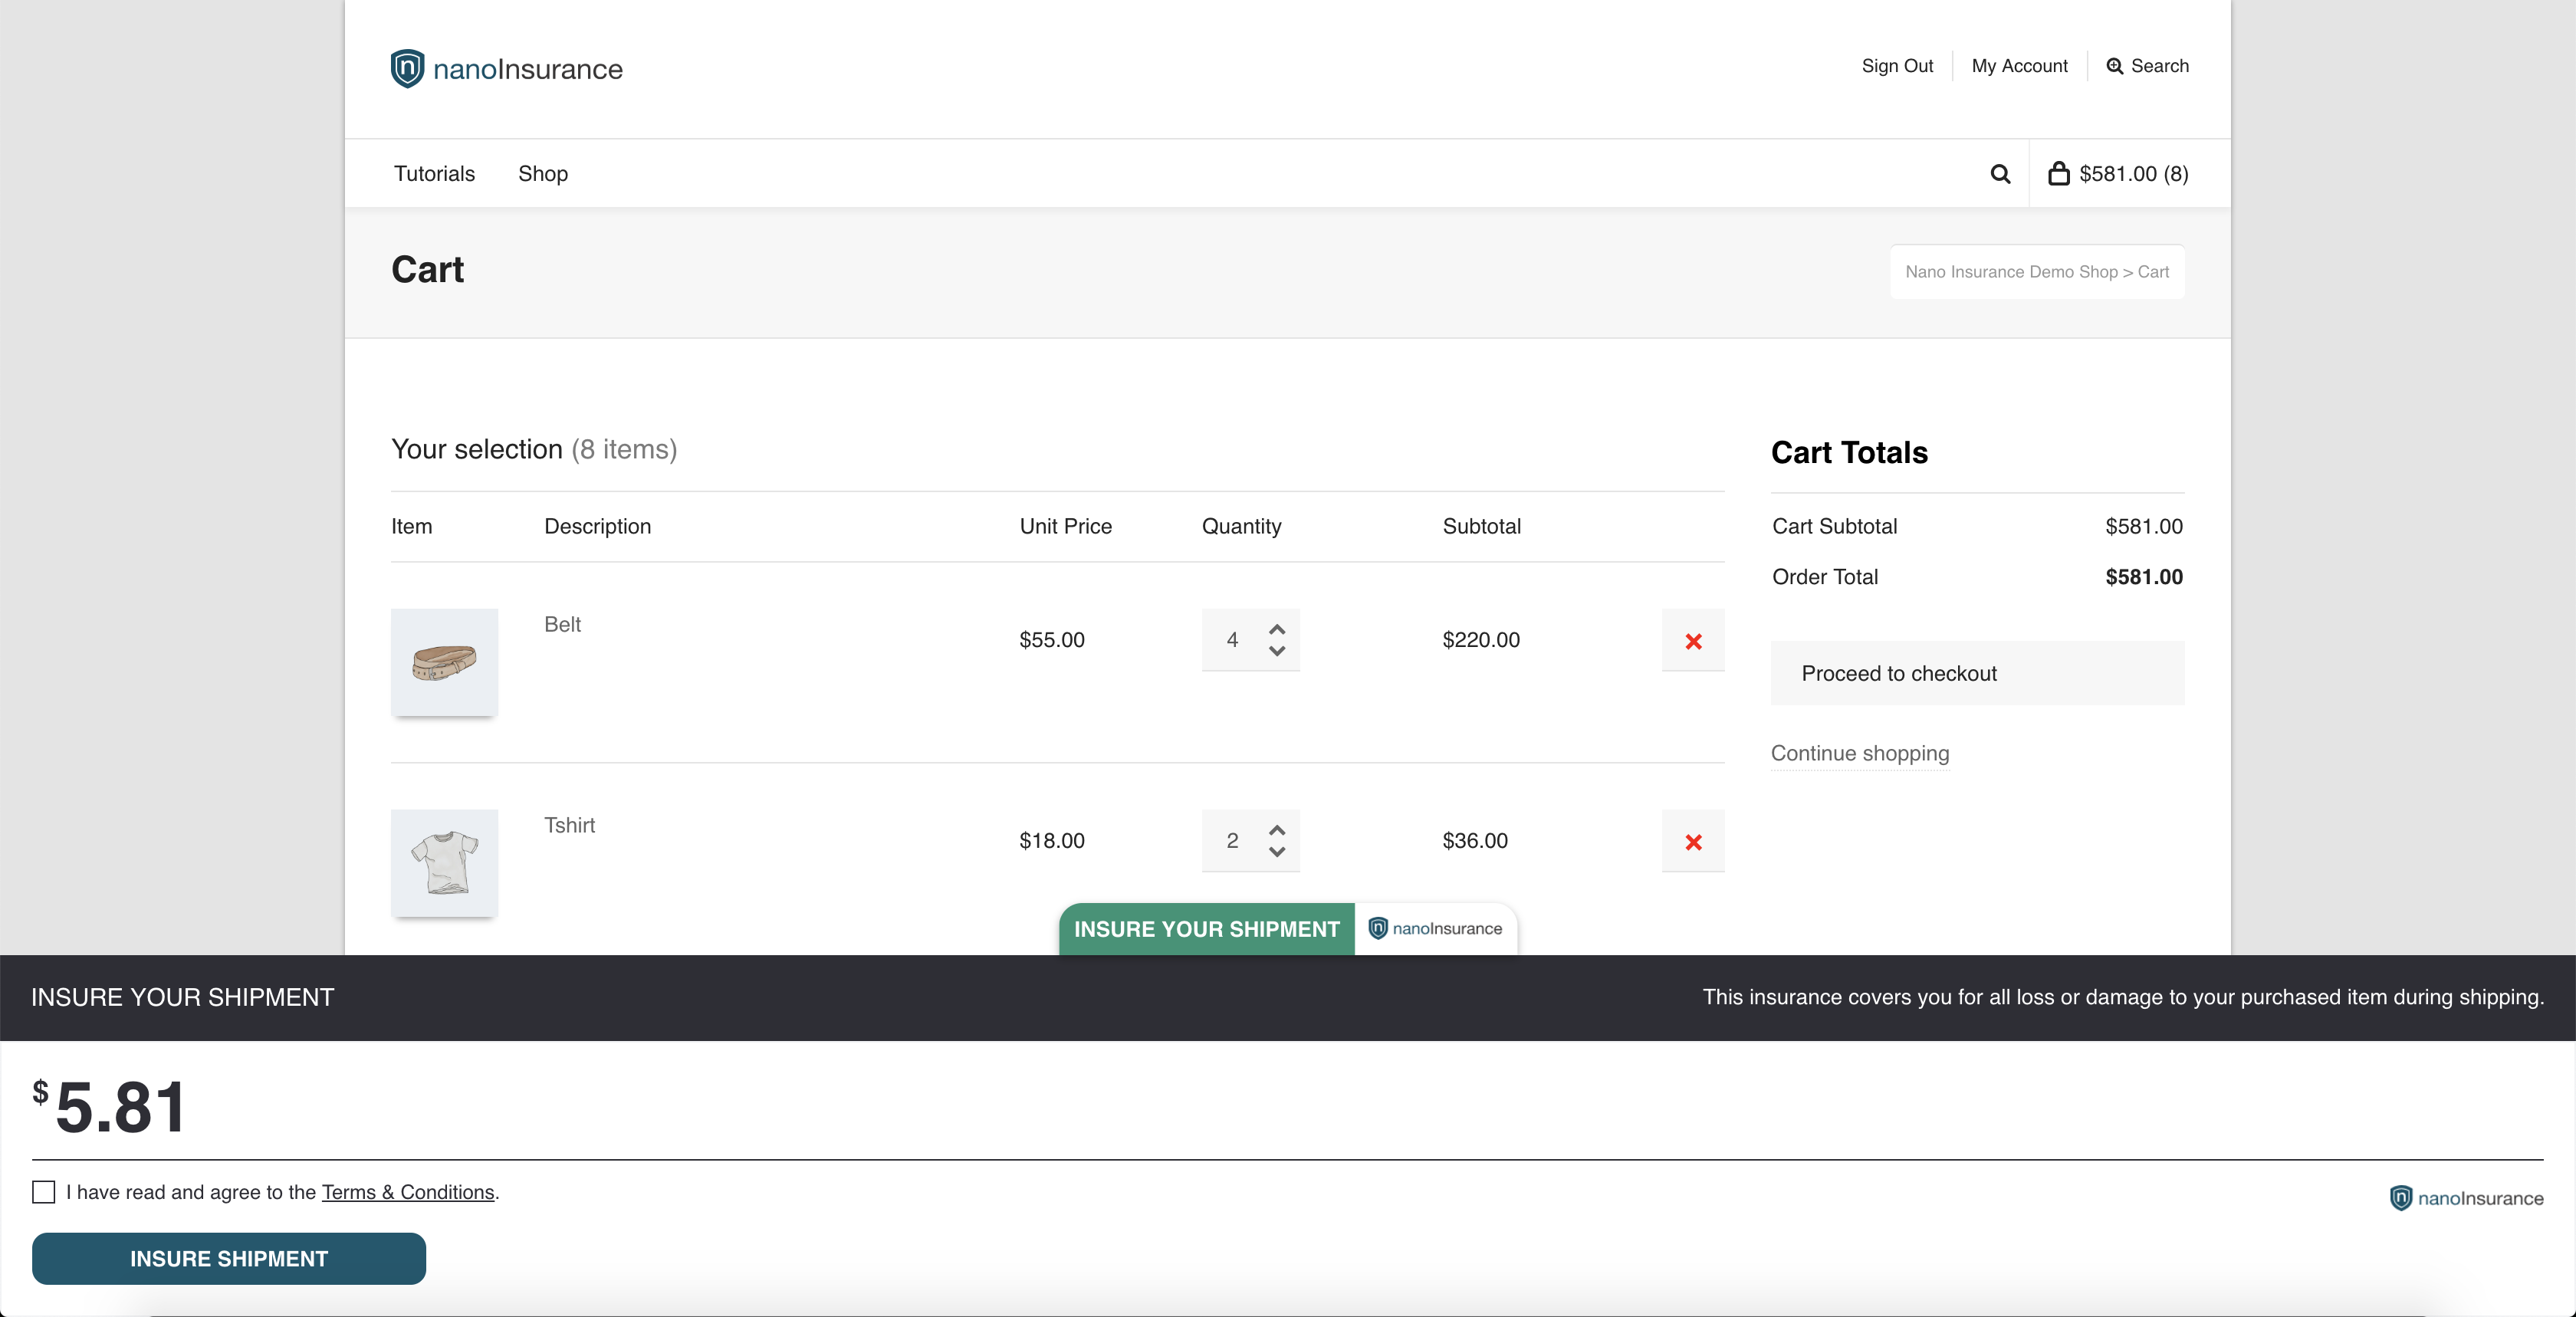 nanoInsurance
Sign Out
My Account
Search
Tutorials
Shop
$581.00 (8)
Cart
Nano Insurance Demo Shop > Cart
Your selection (8 items)
Item Description Unit Price Quantity Subtotal
Belt
$55.00 4 $220.00
Tshirt
$18.00 2 $36.00
Cart Totals
Cart Subtotal $581.00
Order Total $581.00
Proceed to checkout
Continue shopping
INSURE YOUR SHIPMENT
nanoInsurance
INSURE YOUR SHIPMENT
This insurance covers you for all loss or damage to your purchased item during shipping.
$5.81
I have read and agree to the Terms & Conditions.
nanoInsurance
INSURE SHIPMENT